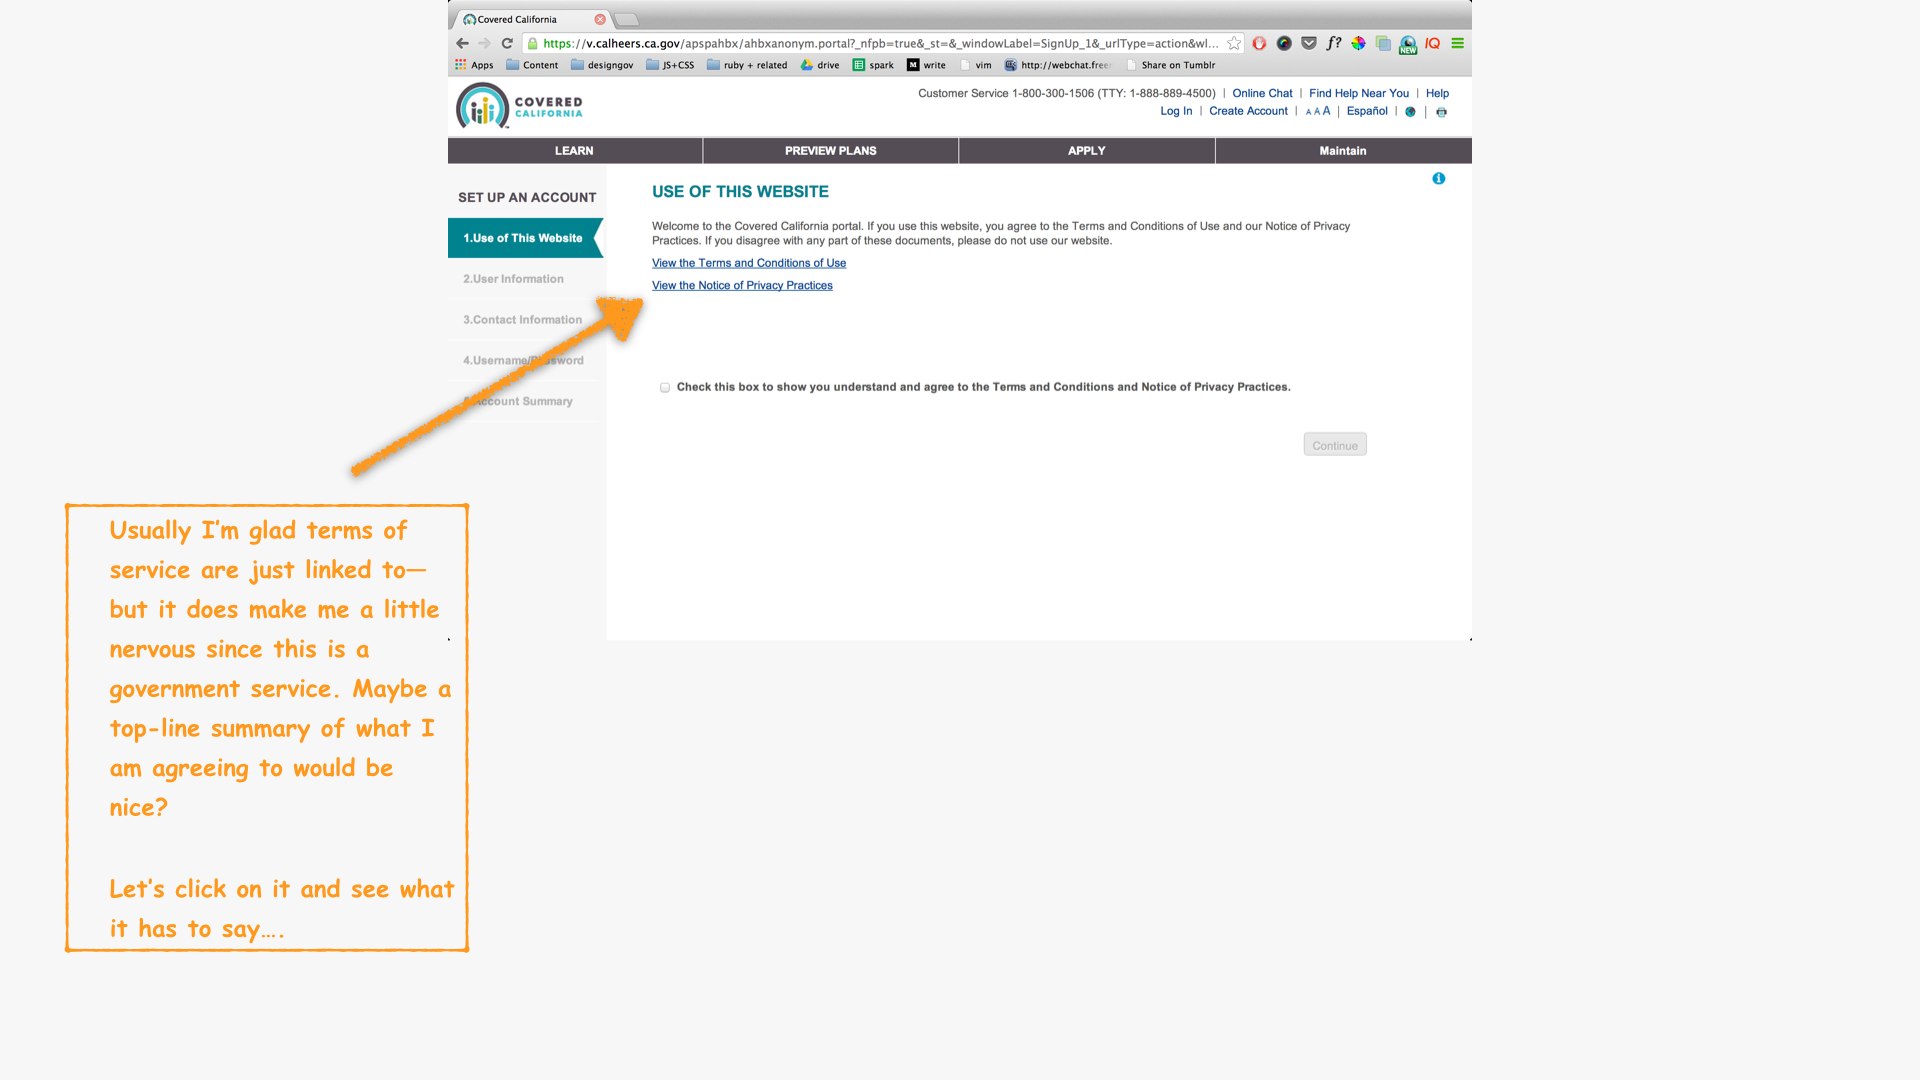 Covered California
https://v.calheers.ca.gov/apspahbx/ahbxanonym.portal?_nfpb=true&_st=&_windowLabel=SignUp_1&_urlType=action&wl...
f?
NEW
IQ
Apps Content designgov JS+CSS ruby + related drive spark write vim http://webchat.free Share on Tumblr
COVERED
CALIFORNIA
Customer Service 1-800-300-1506 (TTY: 1-888-889-4500) | Online Chat | Find Help Near You | Help
Log In | Create Account | A A A | Español |
LEARN PREVIEW PLANS APPLY Maintain
SET UP AN ACCOUNT
1.Use of This Website
2.User Information
3.Contact Information
4.Username/Password
Account Summary
USE OF THIS WEBSITE
Welcome to the Covered California portal. If you use this website, you agree to the Terms and Conditions of Use and our Notice of Privacy
Practices. If you disagree with any part of these documents, please do not use our website.
View the Terms and Conditions of Use
View the Notice of Privacy Practices
Check this box to show you understand and agree to the Terms and Conditions and Notice of Privacy Practices.
Continue
Usually I'm glad terms of
service are just linked to—
but it does make me a little
nervous since this is a
government service. Maybe a
top-line summary of what I
am agreeing to would be
nice?
Let's click on it and see what
it has to say….